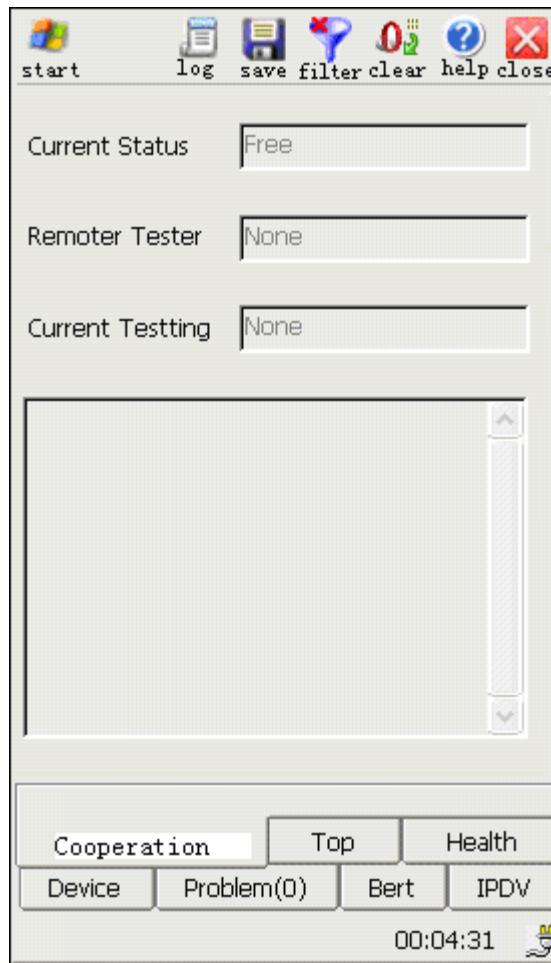 start log save filter clear help close
Current Status Free
Remoter Tester None
Current Testting None
Cooperation Top Health
Device Problem(0) Bert IPDV
00:04:31